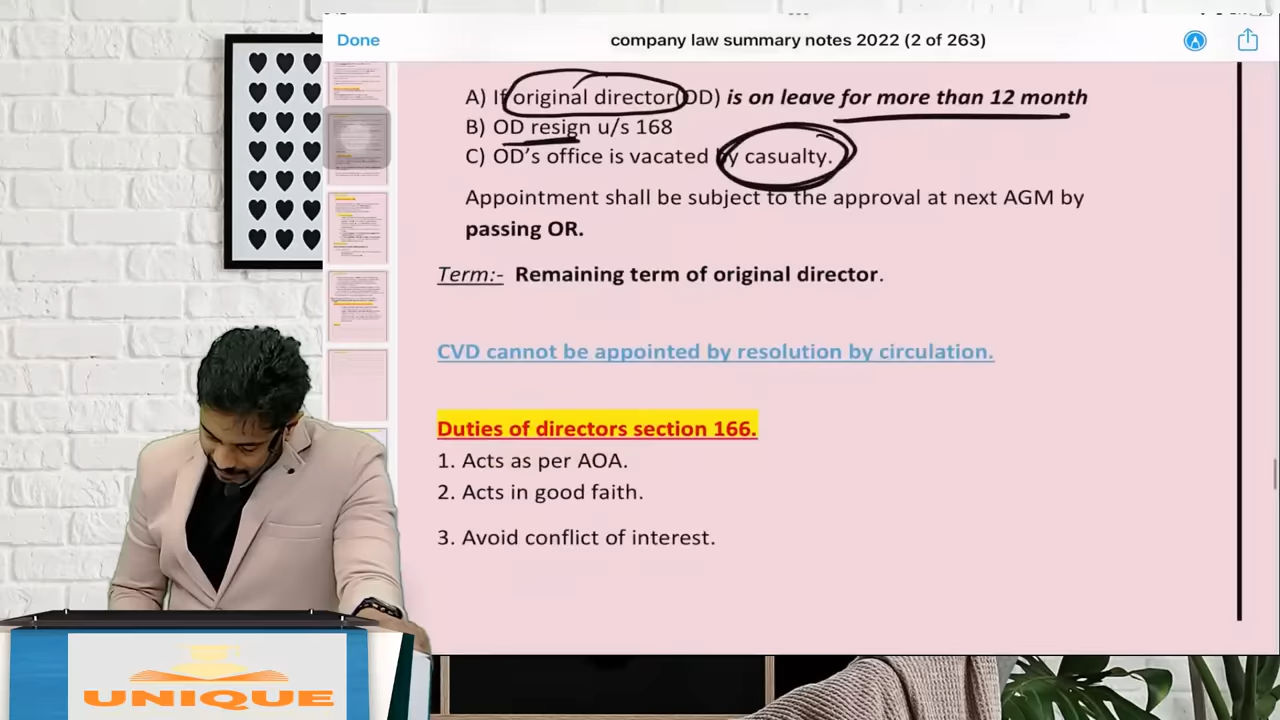 Done
company law summary notes 2022 (2 of 263)
A) If original director(OD) is on leave for more than 12 month
B) OD resign u/s 168
C) OD's office is vacated by casualty.
Appointment shall be subject to the approval at next AGM by
passing OR.
Term:- Remaining term of original director.
CVD cannot be appointed by resolution by circulation.
Duties of directors section 166.
1. Acts as per AOA.
2. Acts in good faith.
3. Avoid conflict of interest.
UNIQUE